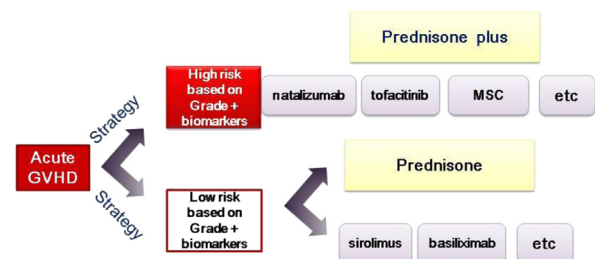 Prednisone plus
High risk
based on
Grade +
biomarkers
natalizumab
tofacitinib
MSC
etc
Strategy
Acute
GVHD
Strategy
Prednisone
Low risk
based on
Grade +
biomarkers
sirolimus
basiliximab
etc